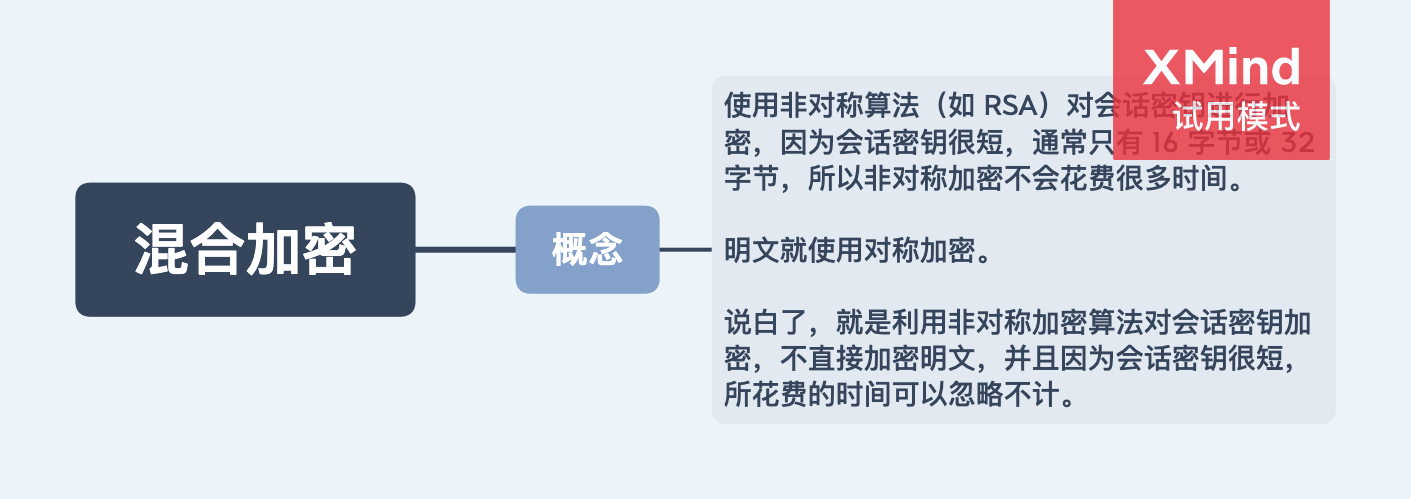 XMind
试用模式
使用非对称算法（如 RSA）对会话密钥进行加
密，因为会话密钥很短，通常只有 16 字节或 32
字节，所以非对称加密不会花费很多时间。
混合加密
概念
明文就使用对称加密。
说白了，就是利用非对称加密算法对会话密钥加
密，不直接加密明文，并且因为会话密钥很短，
所花费的时间可以忽略不计。